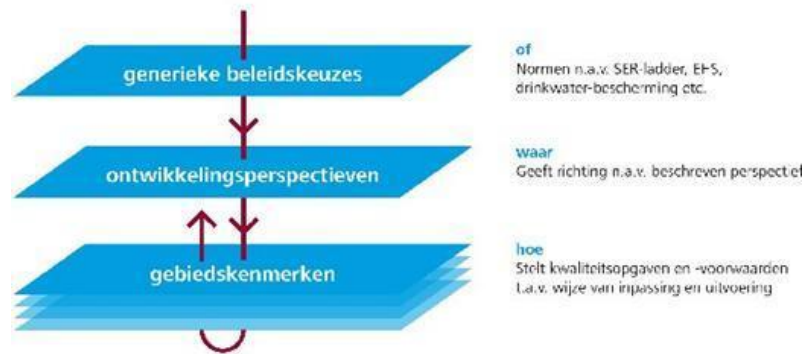 generieke beleidskeuzes
of
Normen n.a.v. SER-ladder, EHS,
drinkwater-bescherming etc.
ontwikkelingsperspectieven
waar
Geeft richting n.a.v. beschreven perspectief
gebiedskenmerken
hoe
Stelt kwaliteitsopgaven en -voorwaarden
t.a.v. wijze van inpassing en uitvoering